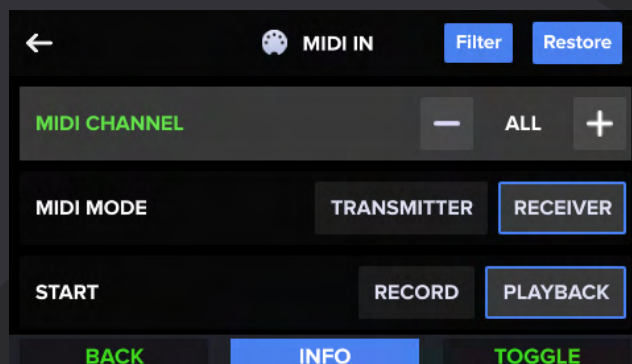 MIDI IN Filter Restore
MIDI CHANNEL ALL
MIDI MODE TRANSMITTER RECEIVER
START RECORD PLAYBACK
BACK INFO TOGGLE